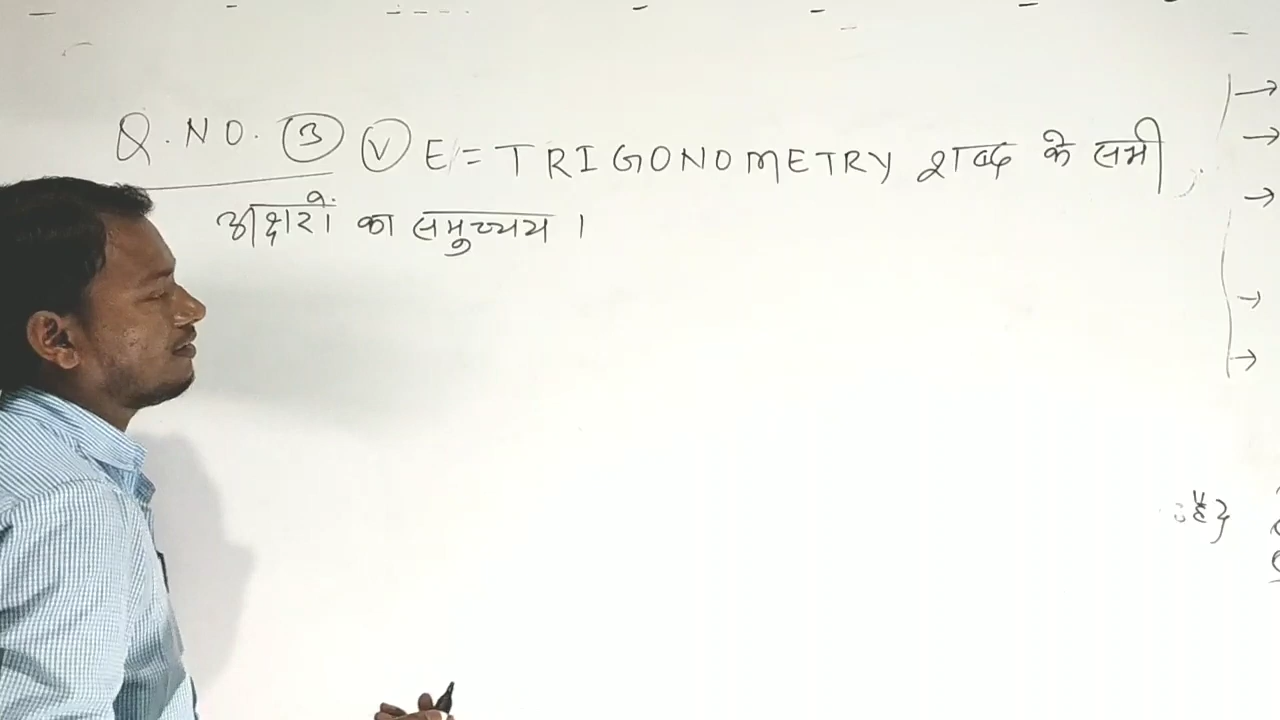 Q.NO. 3 V E = TRIGONOMETRY शब्द के सभी
अक्षरों का समुच्चय ।